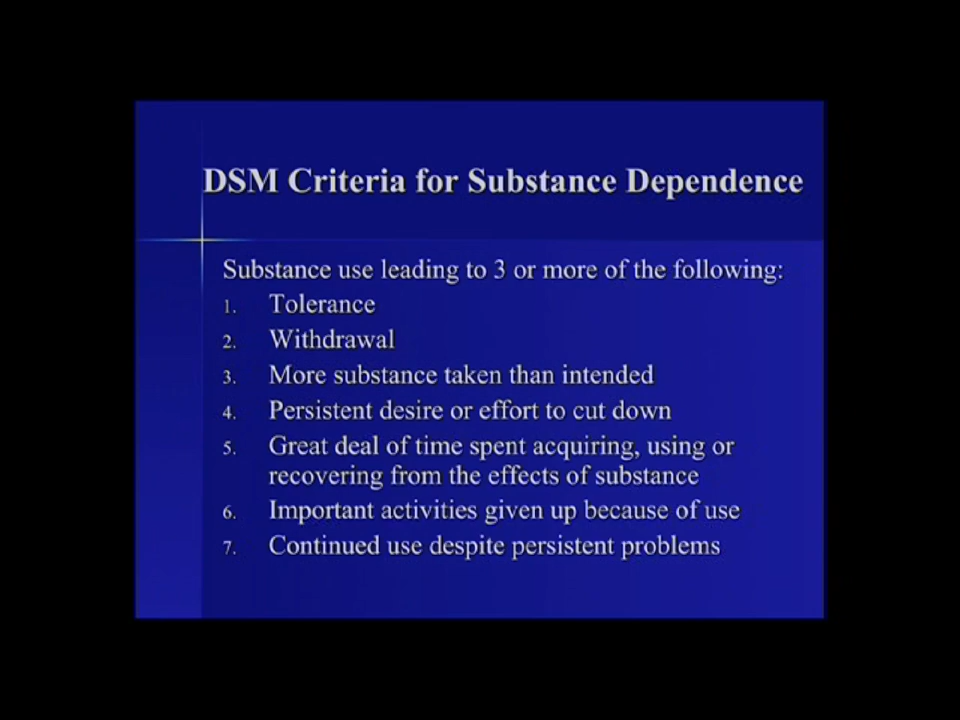 DSM Criteria for Substance Dependence
Substance use leading to 3 or more of the following:
1. Tolerance
2. Withdrawal
3. More substance taken than intended
4. Persistent desire or effort to cut down
5. Great deal of time spent acquiring, using or
recovering from the effects of substance
6. Important activities given up because of use
7. Continued use despite persistent problems